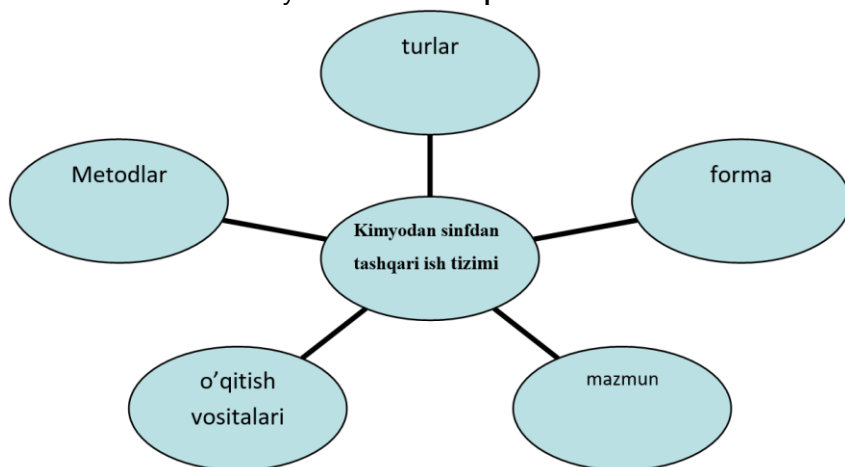 turlar
Metodlar
forma
Kimyodan sinfdan
tashqari ish tizimi
o’qitish
vositalari
mazmun